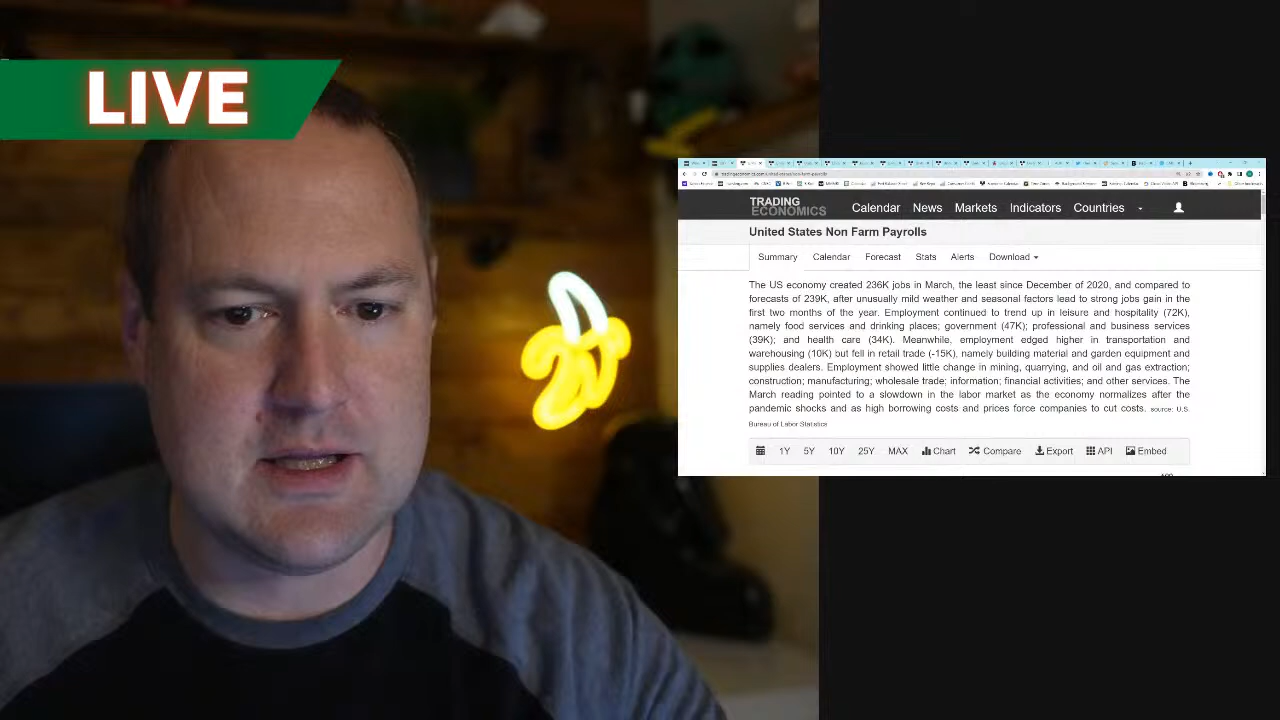 LIVE
tradingeconomics.com/united-states/non-farm-payrolls
TRADING
ECONOMICS
Calendar News Markets Indicators Countries
United States Non Farm Payrolls
Summary Calendar Forecast Stats Alerts Download
The US economy created 236K jobs in March, the least since December of 2020, and compared to
forecasts of 239K, after unusually mild weather and seasonal factors lead to strong jobs gain in the
first two months of the year. Employment continued to trend up in leisure and hospitality (72K),
namely food services and drinking places; government (47K); professional and business services
(39K); and health care (34K). Meanwhile, employment edged higher in transportation and
warehousing (10K) but fell in retail trade (-15K), namely building material and garden equipment and
supplies dealers. Employment showed little change in mining, quarrying, and oil and gas extraction;
construction; manufacturing; wholesale trade; information; financial activities; and other services. The
March reading pointed to a slowdown in the labor market as the economy normalizes after the
pandemic shocks and as high borrowing costs and prices force companies to cut costs. source: U.S.
Bureau of Labor Statistics
1Y 5Y 10Y 25Y MAX Chart Compare Export API Embed